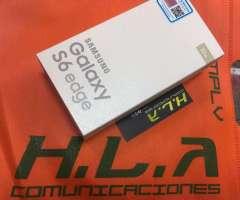 SAMSUNG
Galaxy
S6 edge
H.L.A
H.L.A
COMUNICACIONES